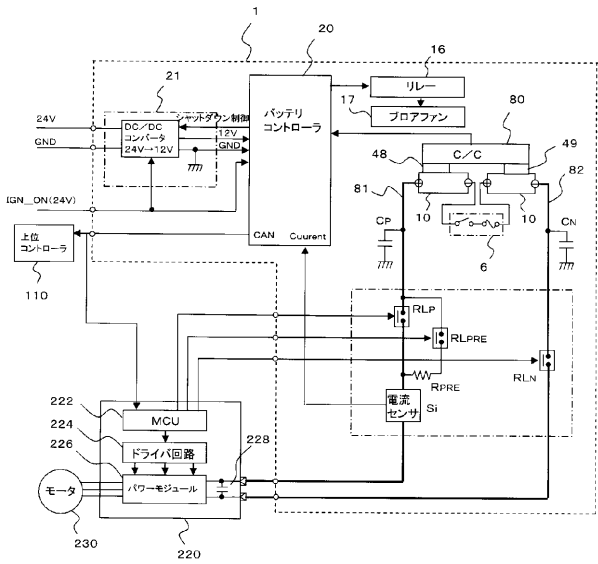 1
20
16
リレー
17
ブロアファン
21
シャットダウン制御
24V
DC/DC
コンバータ
24V→12V
12V
GND
GND
バッテリ
コントローラ
80
C/C
48
49
81
82
10
10
6
CP
CN
IGN_ON(24V)
CAN
Cuurent
上位
コントローラ
110
RLP
RLPRE
RLN
RPRE
電流
センサ
Si
222
MCU
224
ドライバ回路
226
パワーモジュール
228
モータ
230
220